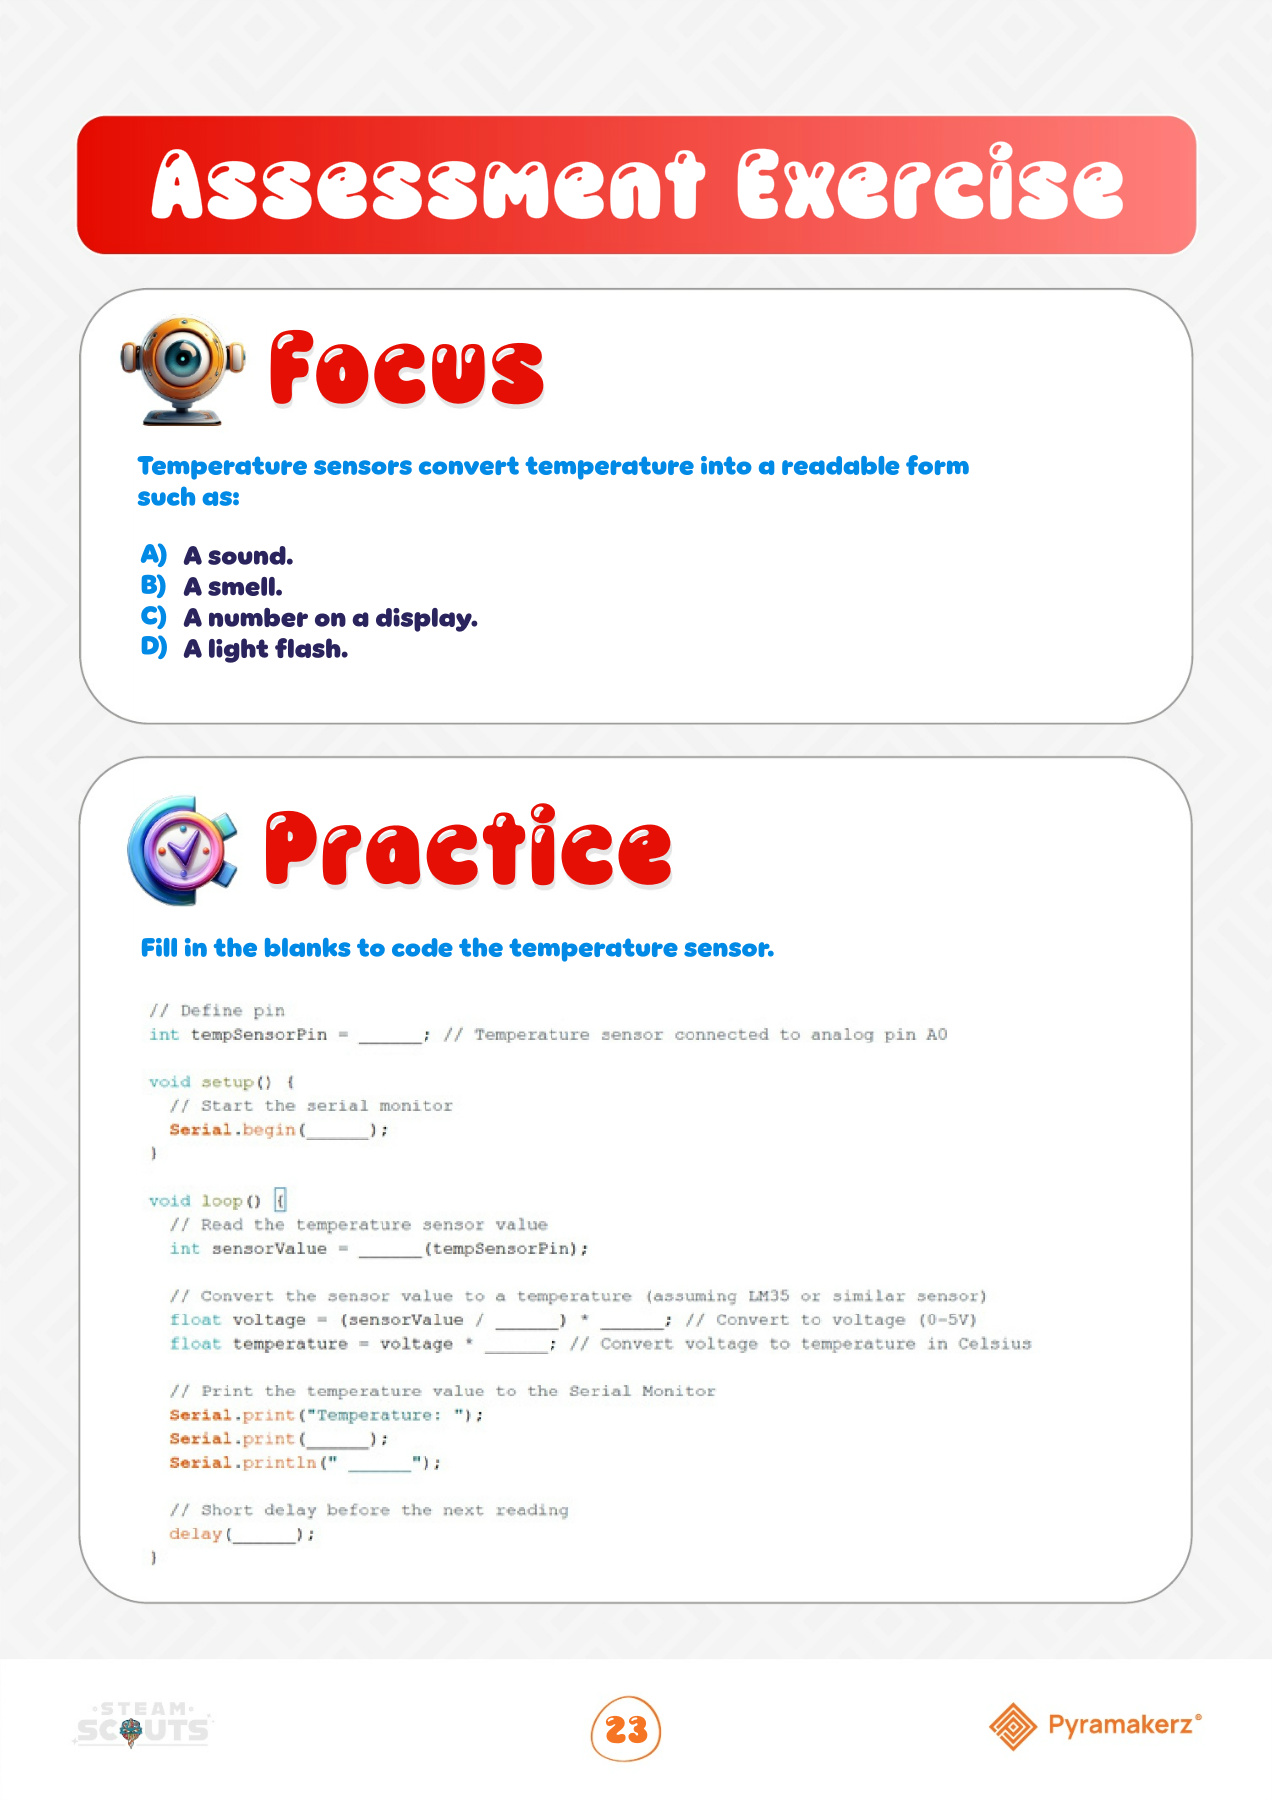 Assessment Exercise
Focus
Temperature sensors convert temperature into a readable form
such as:
A) A sound.
B) A smell.
C) A number on a display.
D) A light flash.
Practice
Fill in the blanks to code the temperature sensor.
// Define pin
int tempSensorPin = ______; // Temperature sensor connected to analog pin A0
void setup() {
// Start the serial monitor
Serial.begin(______);
}
void loop() {
// Read the temperature sensor value
int sensorValue = ______(tempSensorPin);
// Convert the sensor value to a temperature (assuming LM35 or similar sensor)
float voltage = (sensorValue / ______) * ______; // Convert to voltage (0-5V)
float temperature = voltage * ______; // Convert voltage to temperature in Celsius
// Print the temperature value to the Serial Monitor
Serial.print("Temperature: ");
Serial.print(______);
Serial.println(" ______");
// Short delay before the next reading
delay(______);
}
STEAM
SCOUTS
23
Pyramakerz®